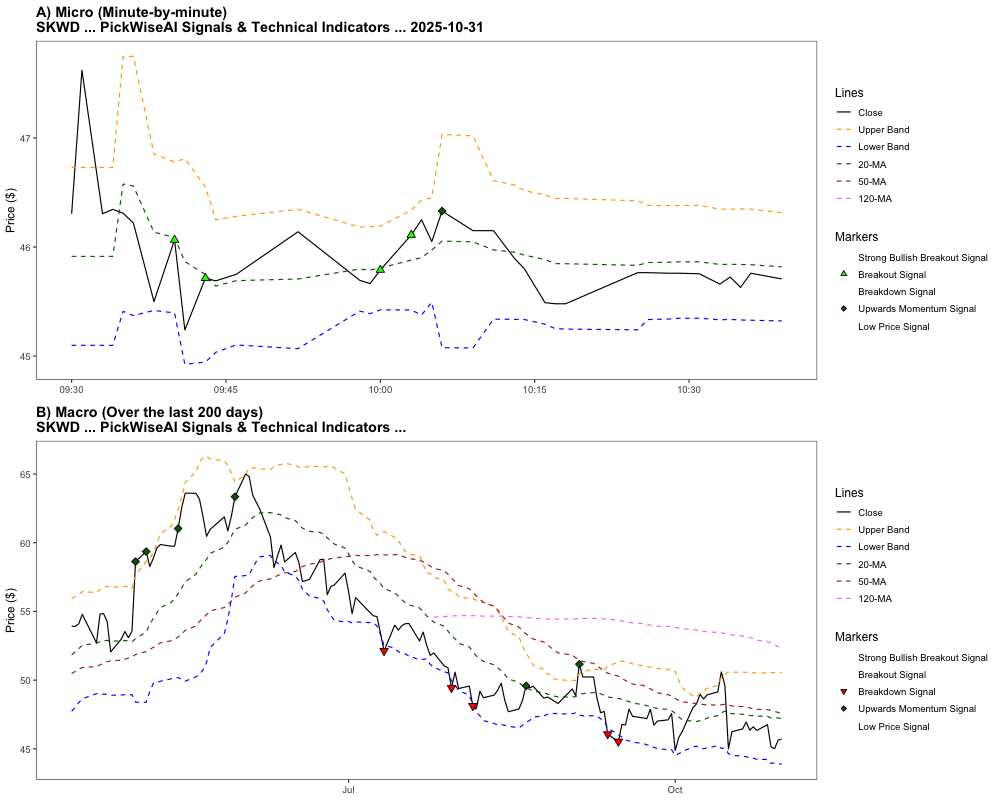 A) Micro (Minute-by-minute)
SKWD ... PickWiseAI Signals & Technical Indicators ... 2025-10-31
Price ($)
47
46
45
09:30
09:45
10:00
10:15
10:30
Lines
Close
Upper Band
Lower Band
20-MA
50-MA
120-MA
Markers
Strong Bullish Breakout Signal
Breakout Signal
Breakdown Signal
Upwards Momentum Signal
Low Price Signal
B) Macro (Over the last 200 days)
SKWD ... PickWiseAI Signals & Technical Indicators ...
Price ($)
65
60
55
50
45
Jul
Oct
Lines
Close
Upper Band
Lower Band
20-MA
50-MA
120-MA
Markers
Strong Bullish Breakout Signal
Breakout Signal
Breakdown Signal
Upwards Momentum Signal
Low Price Signal